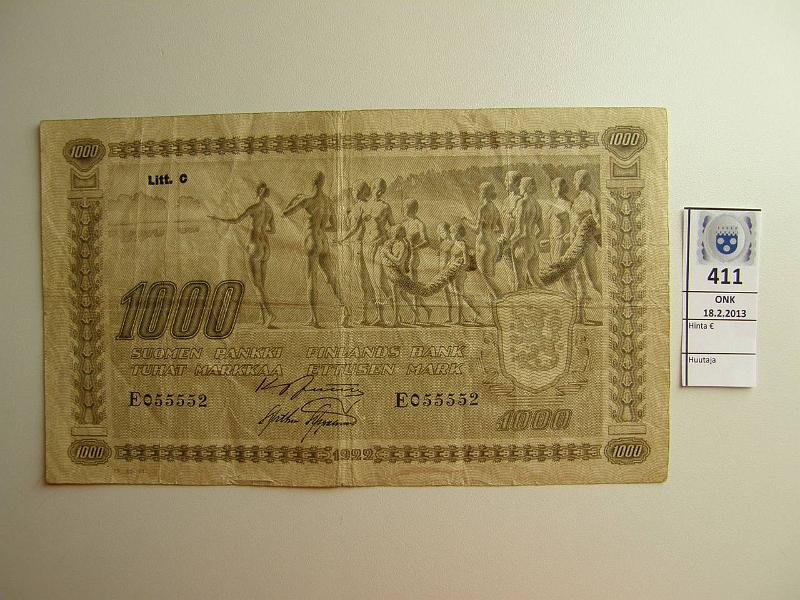 1000 1000
Litt. C
1000
SUOMEN PANKKI FINLANDS BANK
TUHAT MARKKAA ETTUSEN MARK
E055552 E055552
1000
1000 1922 1000
411
ONK
18.2.2013
Hinta €
Huutaja